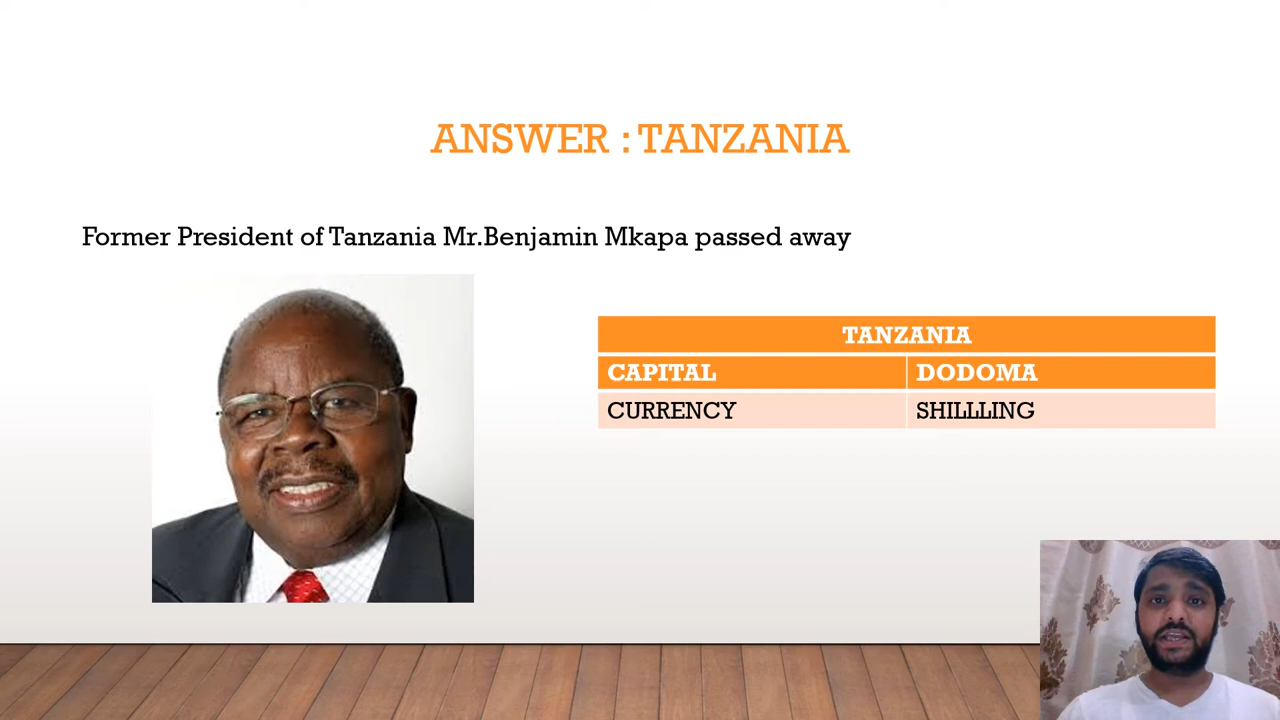 ANSWER : TANZANIA
Former President of Tanzania Mr.Benjamin Mkapa passed away
TANZANIA
CAPITAL DODOMA
CURRENCY SHILLLING